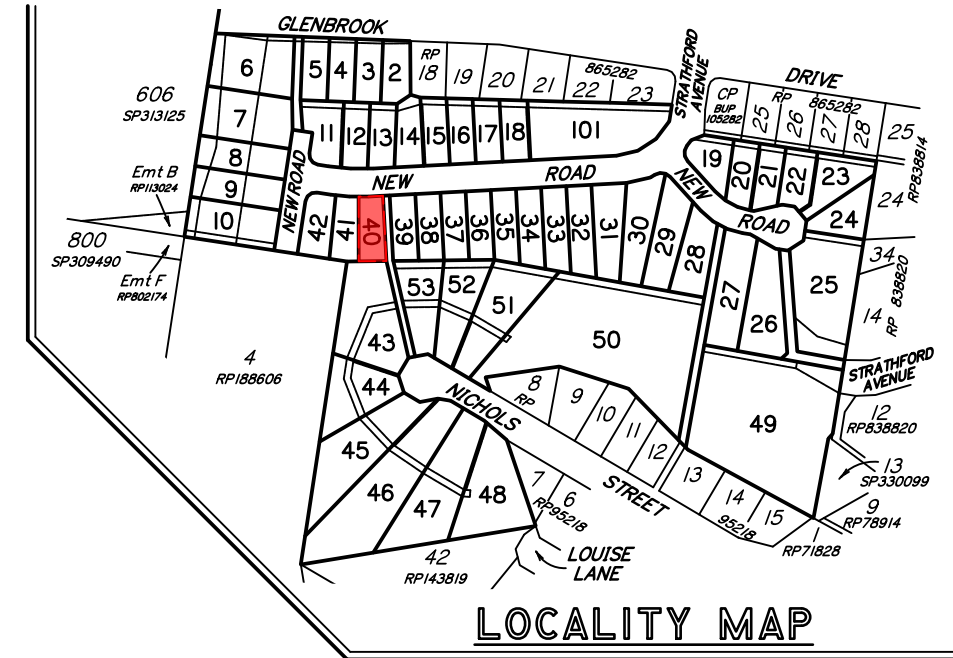 GLENBROOK
DRIVE
STRATHFORD
AVENUE
6
5 4 3 2
RP
18 19 20 21 22 23
865282
CP
BUP
105282
RP 865282
25 26 27 28
25
RP838814
24
606
SP313125
7
11 12 13 14 15 16 17 18
101
19 20 21 22 23
24
8
9
10
Emt B
RP113024
NEW ROAD
NEW ROAD
NEW
ROAD
800
SP309490
Emt F
RP802174
42 41 40 39 38 37 36 35 34 33 32 31 30 29 28
27
26
25
34
RP 838820
14
53 52 51
50
4
RP188606
43
44
45
46
47
48
NICHOLS
STREET
8
RP
9
10
11
12
13
14
15
95218
49
STRATHFORD
AVENUE
12
RP838820
13
SP330099
9
RP78914
RP71828
7
6
RP95218
42
RP143819
LOUISE
LANE
LOCALITY MAP